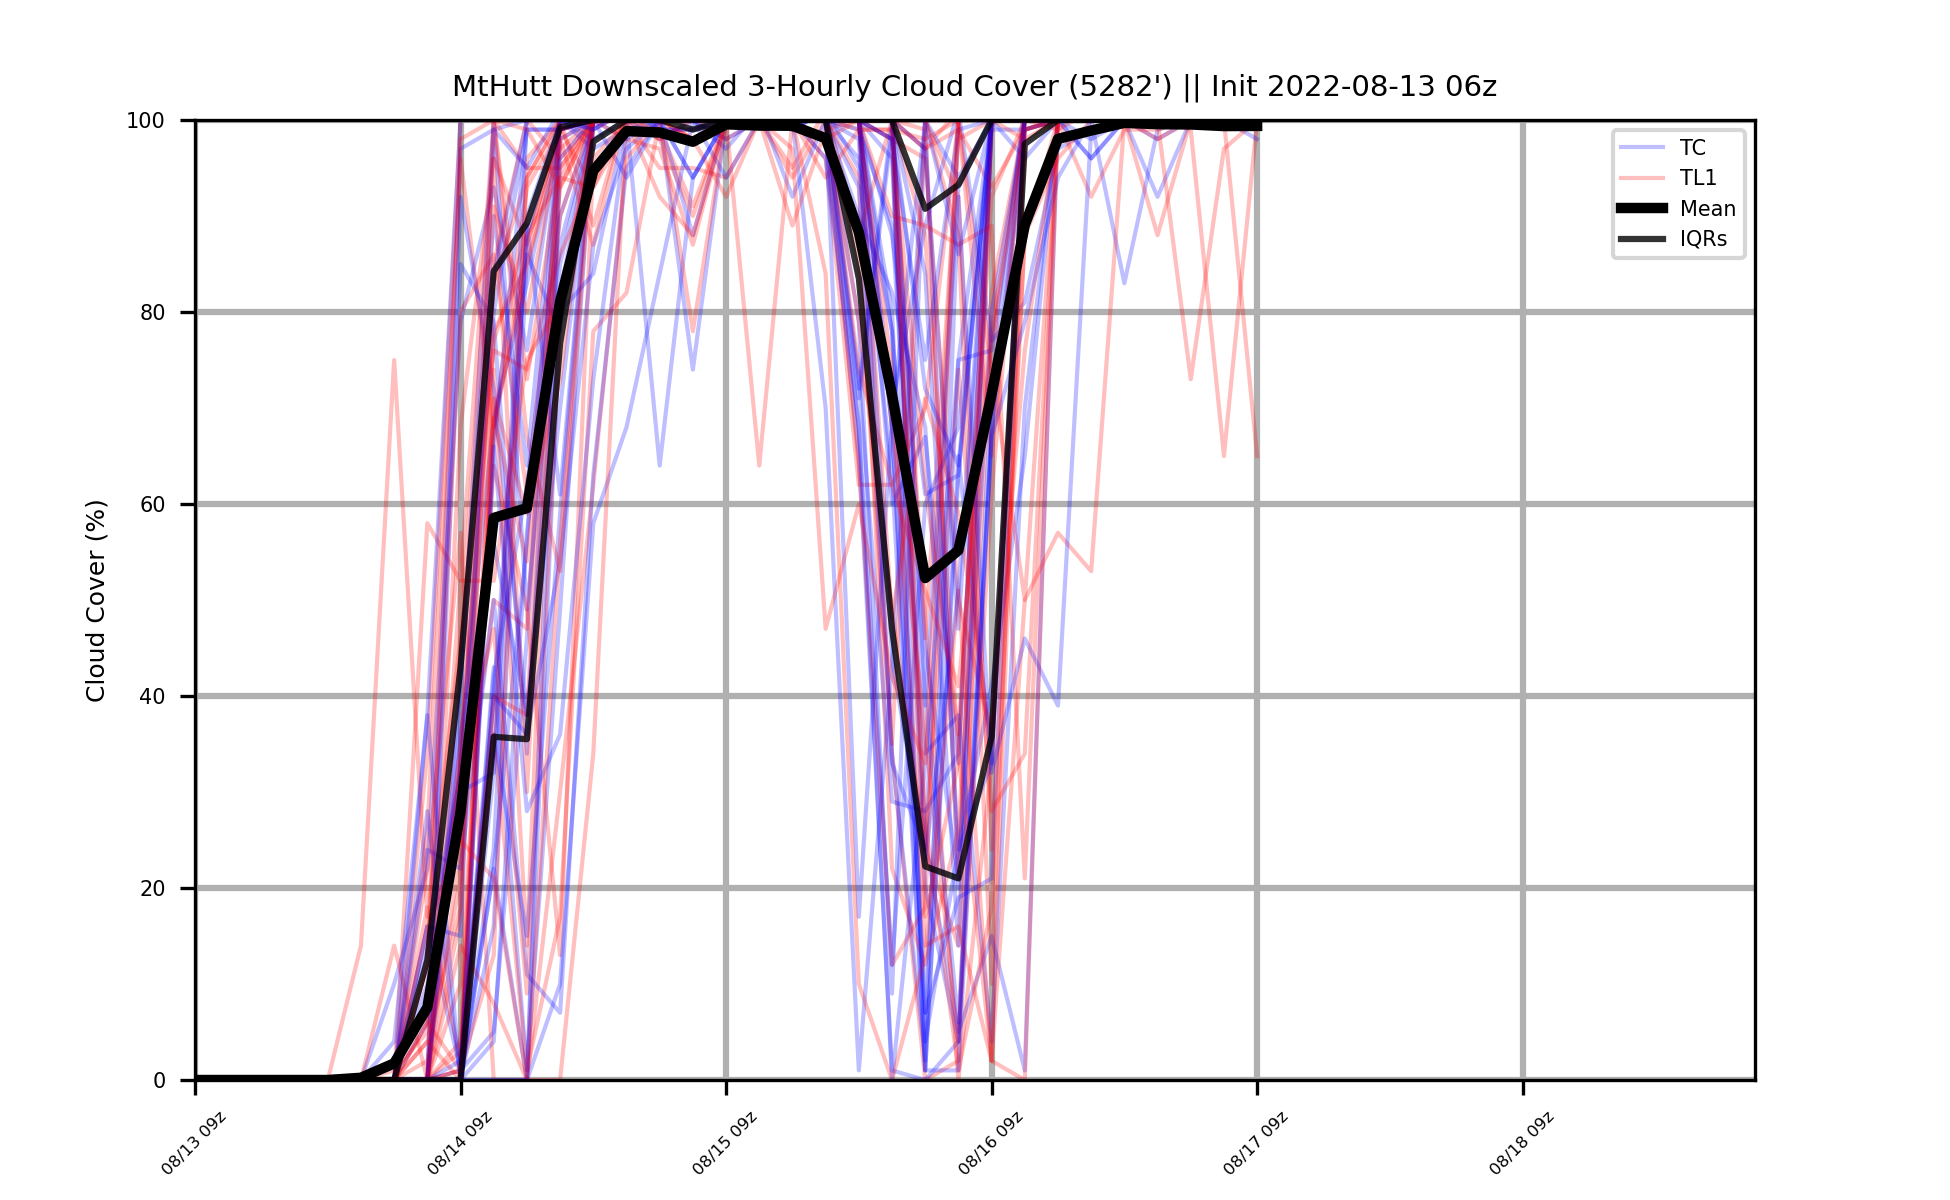 MtHutt Downscaled 3-Hourly Cloud Cover (5282') || Init 2022-08-13 06z
Cloud Cover (%)
100
80
60
40
20
0
TC
TL1
Mean
IQRs
08/13 09z
08/14 09z
08/15 09z
08/16 09z
08/17 09z
08/18 09z